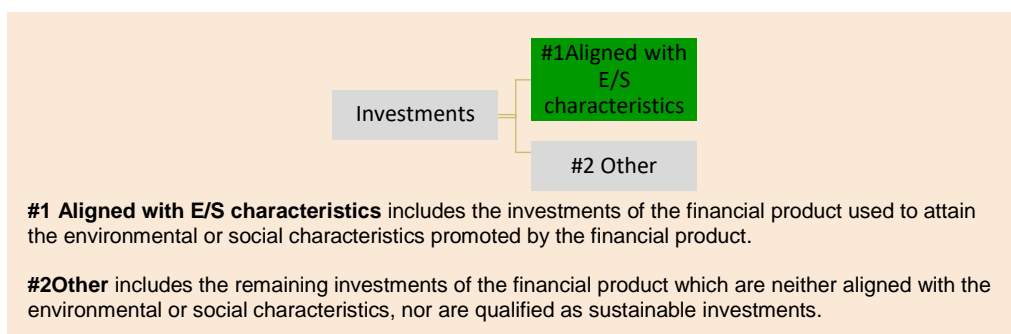 #1Aligned with
E/S
characteristics
Investments
#2 Other
#1 Aligned with E/S characteristics includes the investments of the financial product used to attain
the environmental or social characteristics promoted by the financial product.
#2Other includes the remaining investments of the financial product which are neither aligned with the
environmental or social characteristics, nor are qualified as sustainable investments.